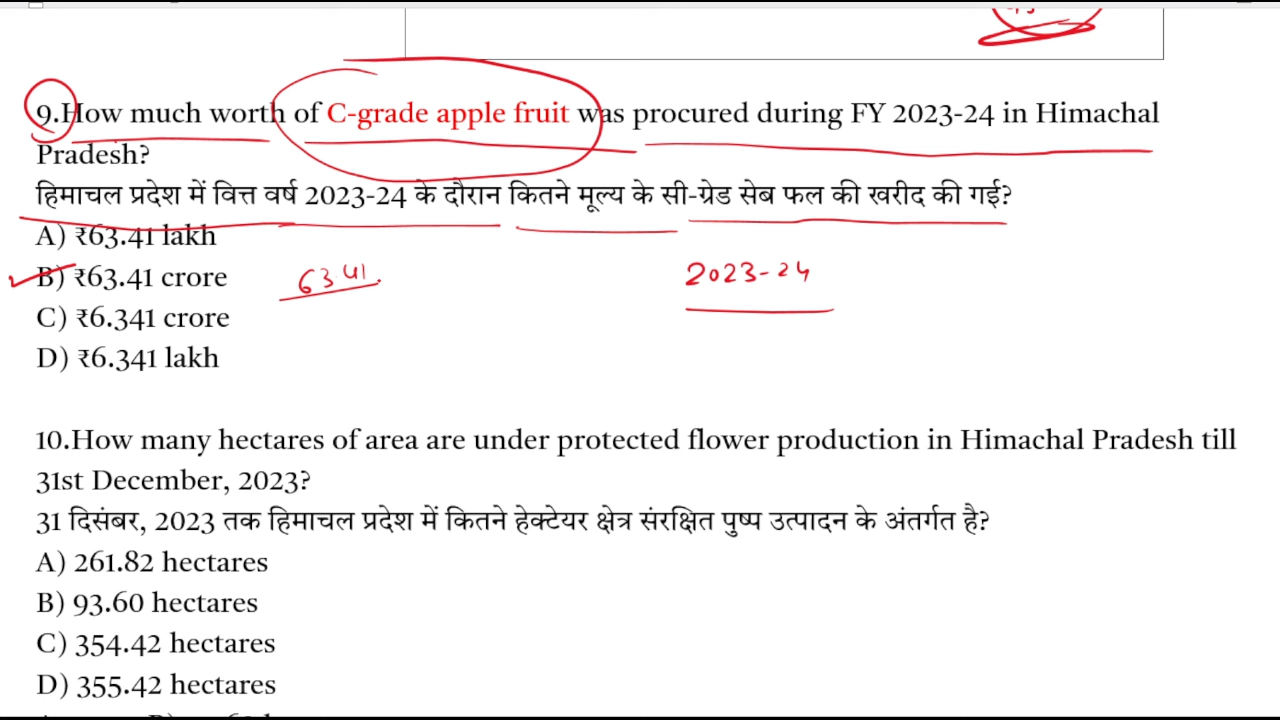 9.How much worth of C-grade apple fruit was procured during FY 2023-24 in Himachal
Pradesh?
हिमाचल प्रदेश में वित्त वर्ष 2023-24 के दौरान कितने मूल्य के सी-ग्रेड सेब फल की खरीद की गई?
A) ₹63.41 lakh
B) ₹63.41 crore
63 41.
2023-24
C) ₹6.341 crore
D) ₹6.341 lakh
10.How many hectares of area are under protected flower production in Himachal Pradesh till
31st December, 2023?
31 दिसंबर, 2023 तक हिमाचल प्रदेश में कितने हेक्टेयर क्षेत्र संरक्षित पुष्प उत्पादन के अंतर्गत है?
A) 261.82 hectares
B) 93.60 hectares
C) 354.42 hectares
D) 355.42 hectares